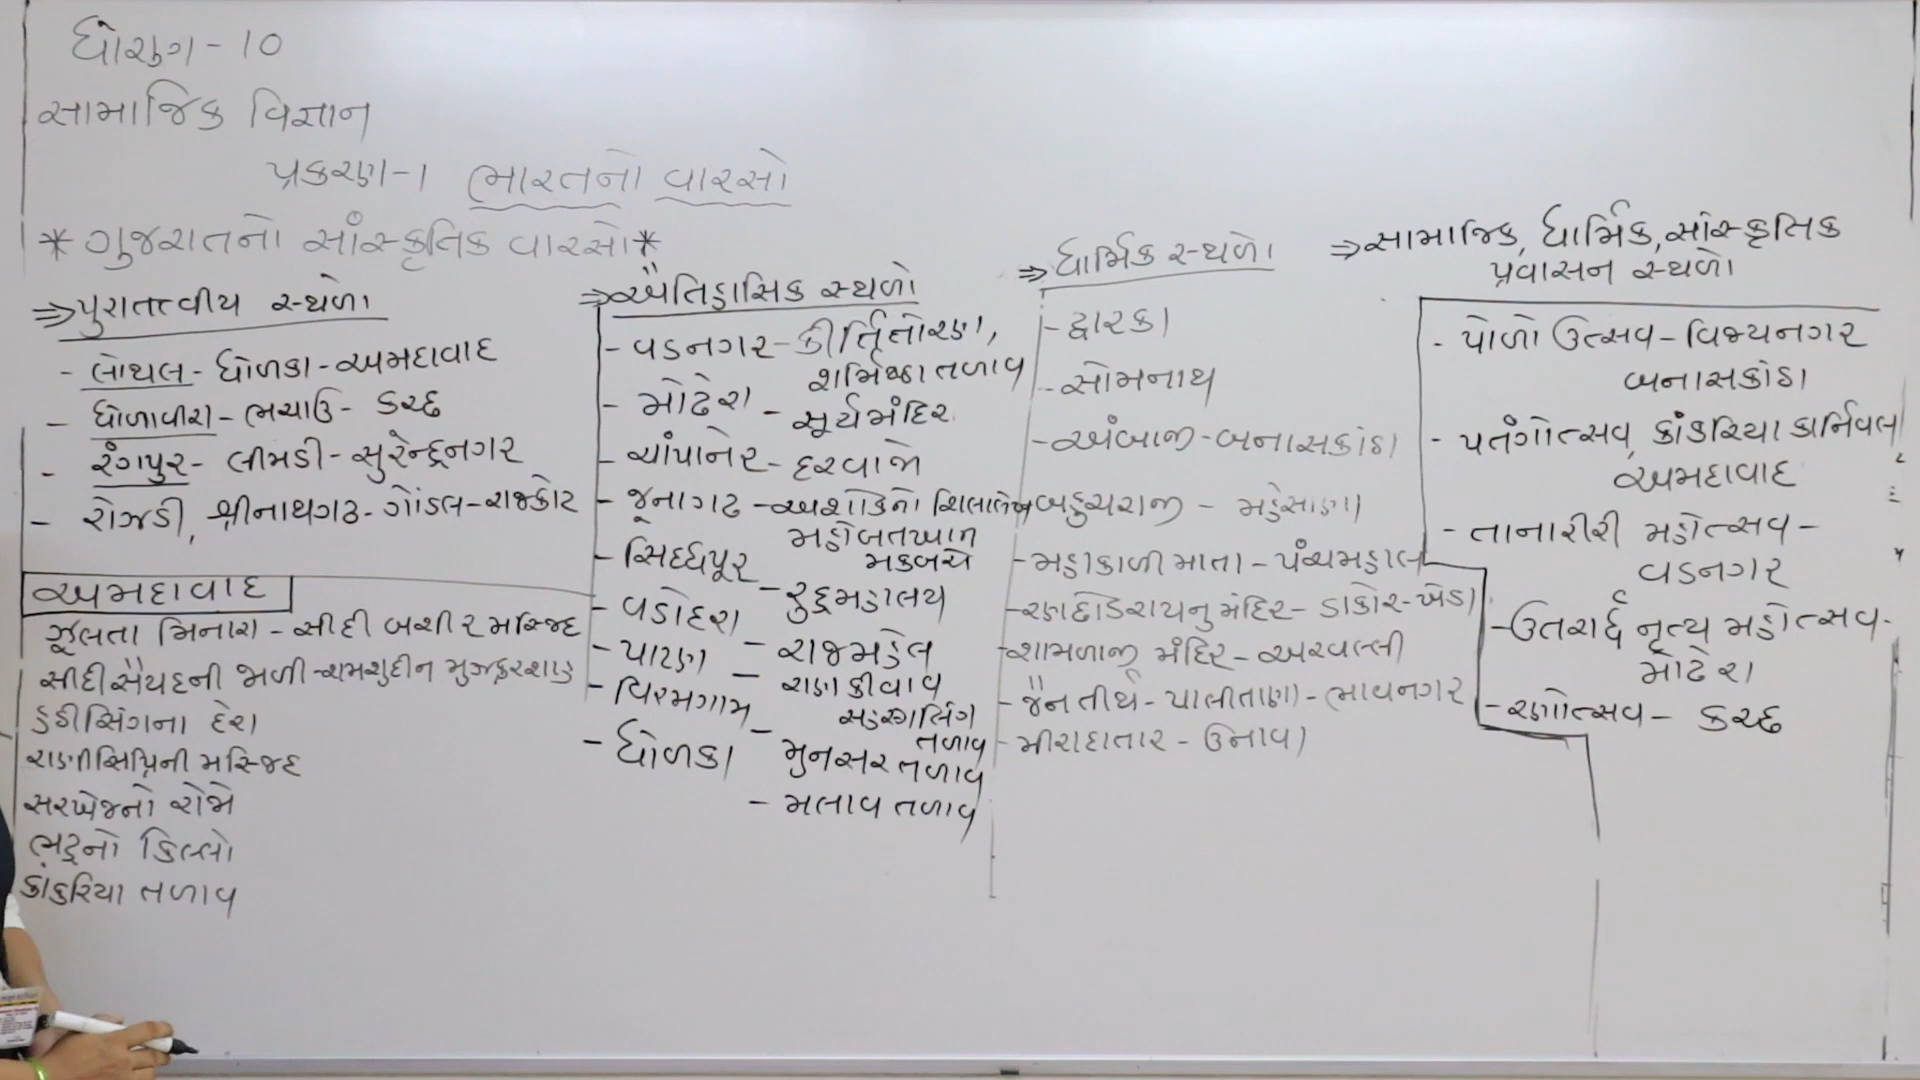 ધોરણ - 10
સામાજિક વિજ્ઞાન
પ્રકરણ-1 ભારતનો વારસો
* ગુજરાતનો સાંસ્કૃતિક વારસો *
⇒ પુરાતત્વીય સ્થળો
- લોથલ - ધોળકા - અમદાવાદ
- ધોળાવીરા - ભચાઉ - કચ્છ
- રંગપુર - લીમડી - સુરેન્દ્રનગર
- રોજડી, શ્રીનાથગઢ - ગોંડલ - રાજકોટ
અમદાવાદ
ઝૂલતા મિનારા - સીદી બશીર મસ્જિદ
સીદીસૈયદની જાળી - શમશુદીન મુઝફરશાહ
હઠીસિંગના દેરા
રાણીસિપ્રિની મસ્જિદ
સરખેજનો રોજો
ભદ્રનો કિલ્લો
કાંકરિયા તળાવ
⇒ ઐતિહાસિક સ્થળો
- વડનગર - કીર્તિતોરણ,
શર્મિષ્ઠા તળાવ
- મોઢેરા - સૂર્યમંદિર
- ચાંપાનેર - દરવાજો
- જૂનાગઢ - અશોકનો શિલાલેખ
મહોબતખાન
મકબરો
- સિદ્ધપૂર - રુદ્રમહાલય
- વડોદરા - રાજમહેલ
- પાટણ - રાણકીવાવ
સહસ્ત્રલિંગ
તળાવ
- વિરમગામ - મુનસર તળાવ
- ધોળકા - મલાવ તળાવ
⇒ ધાર્મિક સ્થળો
- દ્વારકા
- સોમનાથ
- અંબાજી - બનાસકાંઠા
બહુચરાજી - મહેસાણા
- મહાકાળી માતા - પંચમહાલ
- રણછોડરાયનુ મંદિર - ડાકોર - ખેડા
- શામળાજી મંદિર - અરવલ્લી
- જૈન તીર્થ - પાલીતાણા - ભાવનગર
- મીરાદાતાર - ઉનાવા
⇒ સામાજિક, ધાર્મિક, સાંસ્કૃતિક
પ્રવાસન સ્થળો
- પોળો ઉત્સવ - વિજયનગર
બનાસકાંઠા
- પતંગોત્સવ, કાંકરિયા કાર્નિવલ
અમદાવાદ
- તાનારીરી મહોત્સવ -
વડનગર
- ઉતરાર્દ્ધ નૃત્ય મહોત્સવ -
મોઢેરા
- રણોત્સવ - કચ્છ